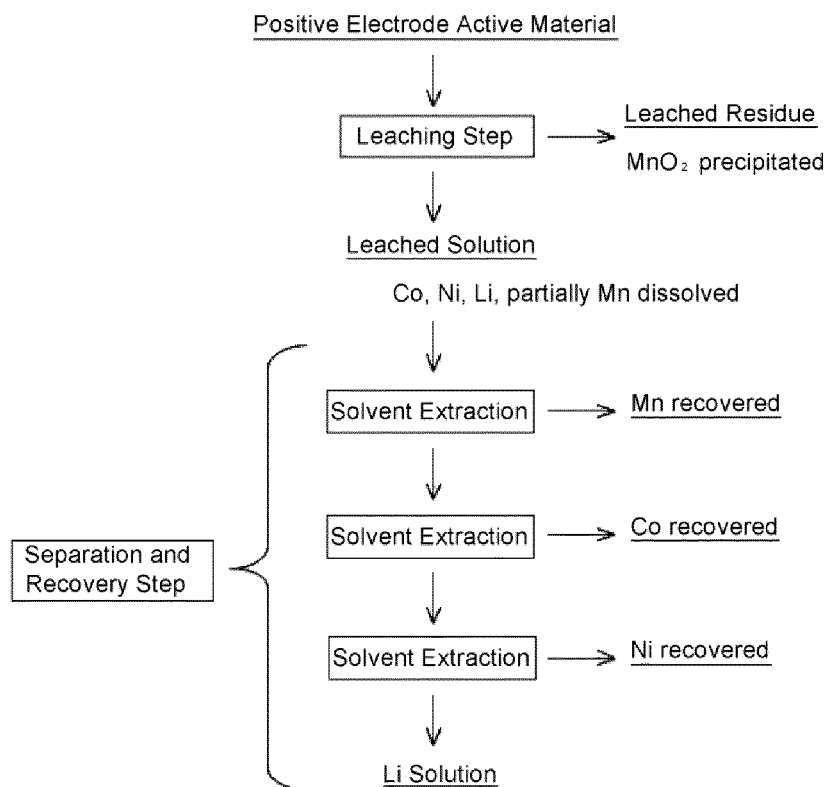 Positive Electrode Active Material
Leaching Step
Leached Residue
MnO₂ precipitated
Leached Solution
Co, Ni, Li, partially Mn dissolved
Solvent Extraction
Mn recovered
Solvent Extraction
Co recovered
Separation and
Recovery Step
Solvent Extraction
Ni recovered
Li Solution